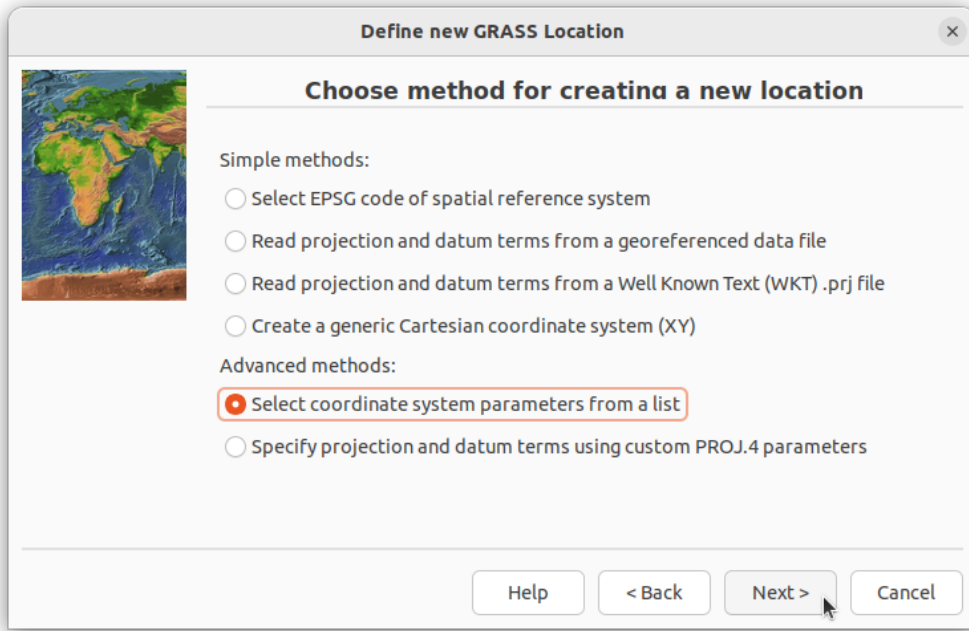 Define new GRASS Location
Choose method for creating a new location
Simple methods:
Select EPSG code of spatial reference system
Read projection and datum terms from a georeferenced data file
Read projection and datum terms from a Well Known Text (WKT) .prj file
Create a generic Cartesian coordinate system (XY)
Advanced methods:
Select coordinate system parameters from a list
Specify projection and datum terms using custom PROJ.4 parameters
Help < Back Next > Cancel